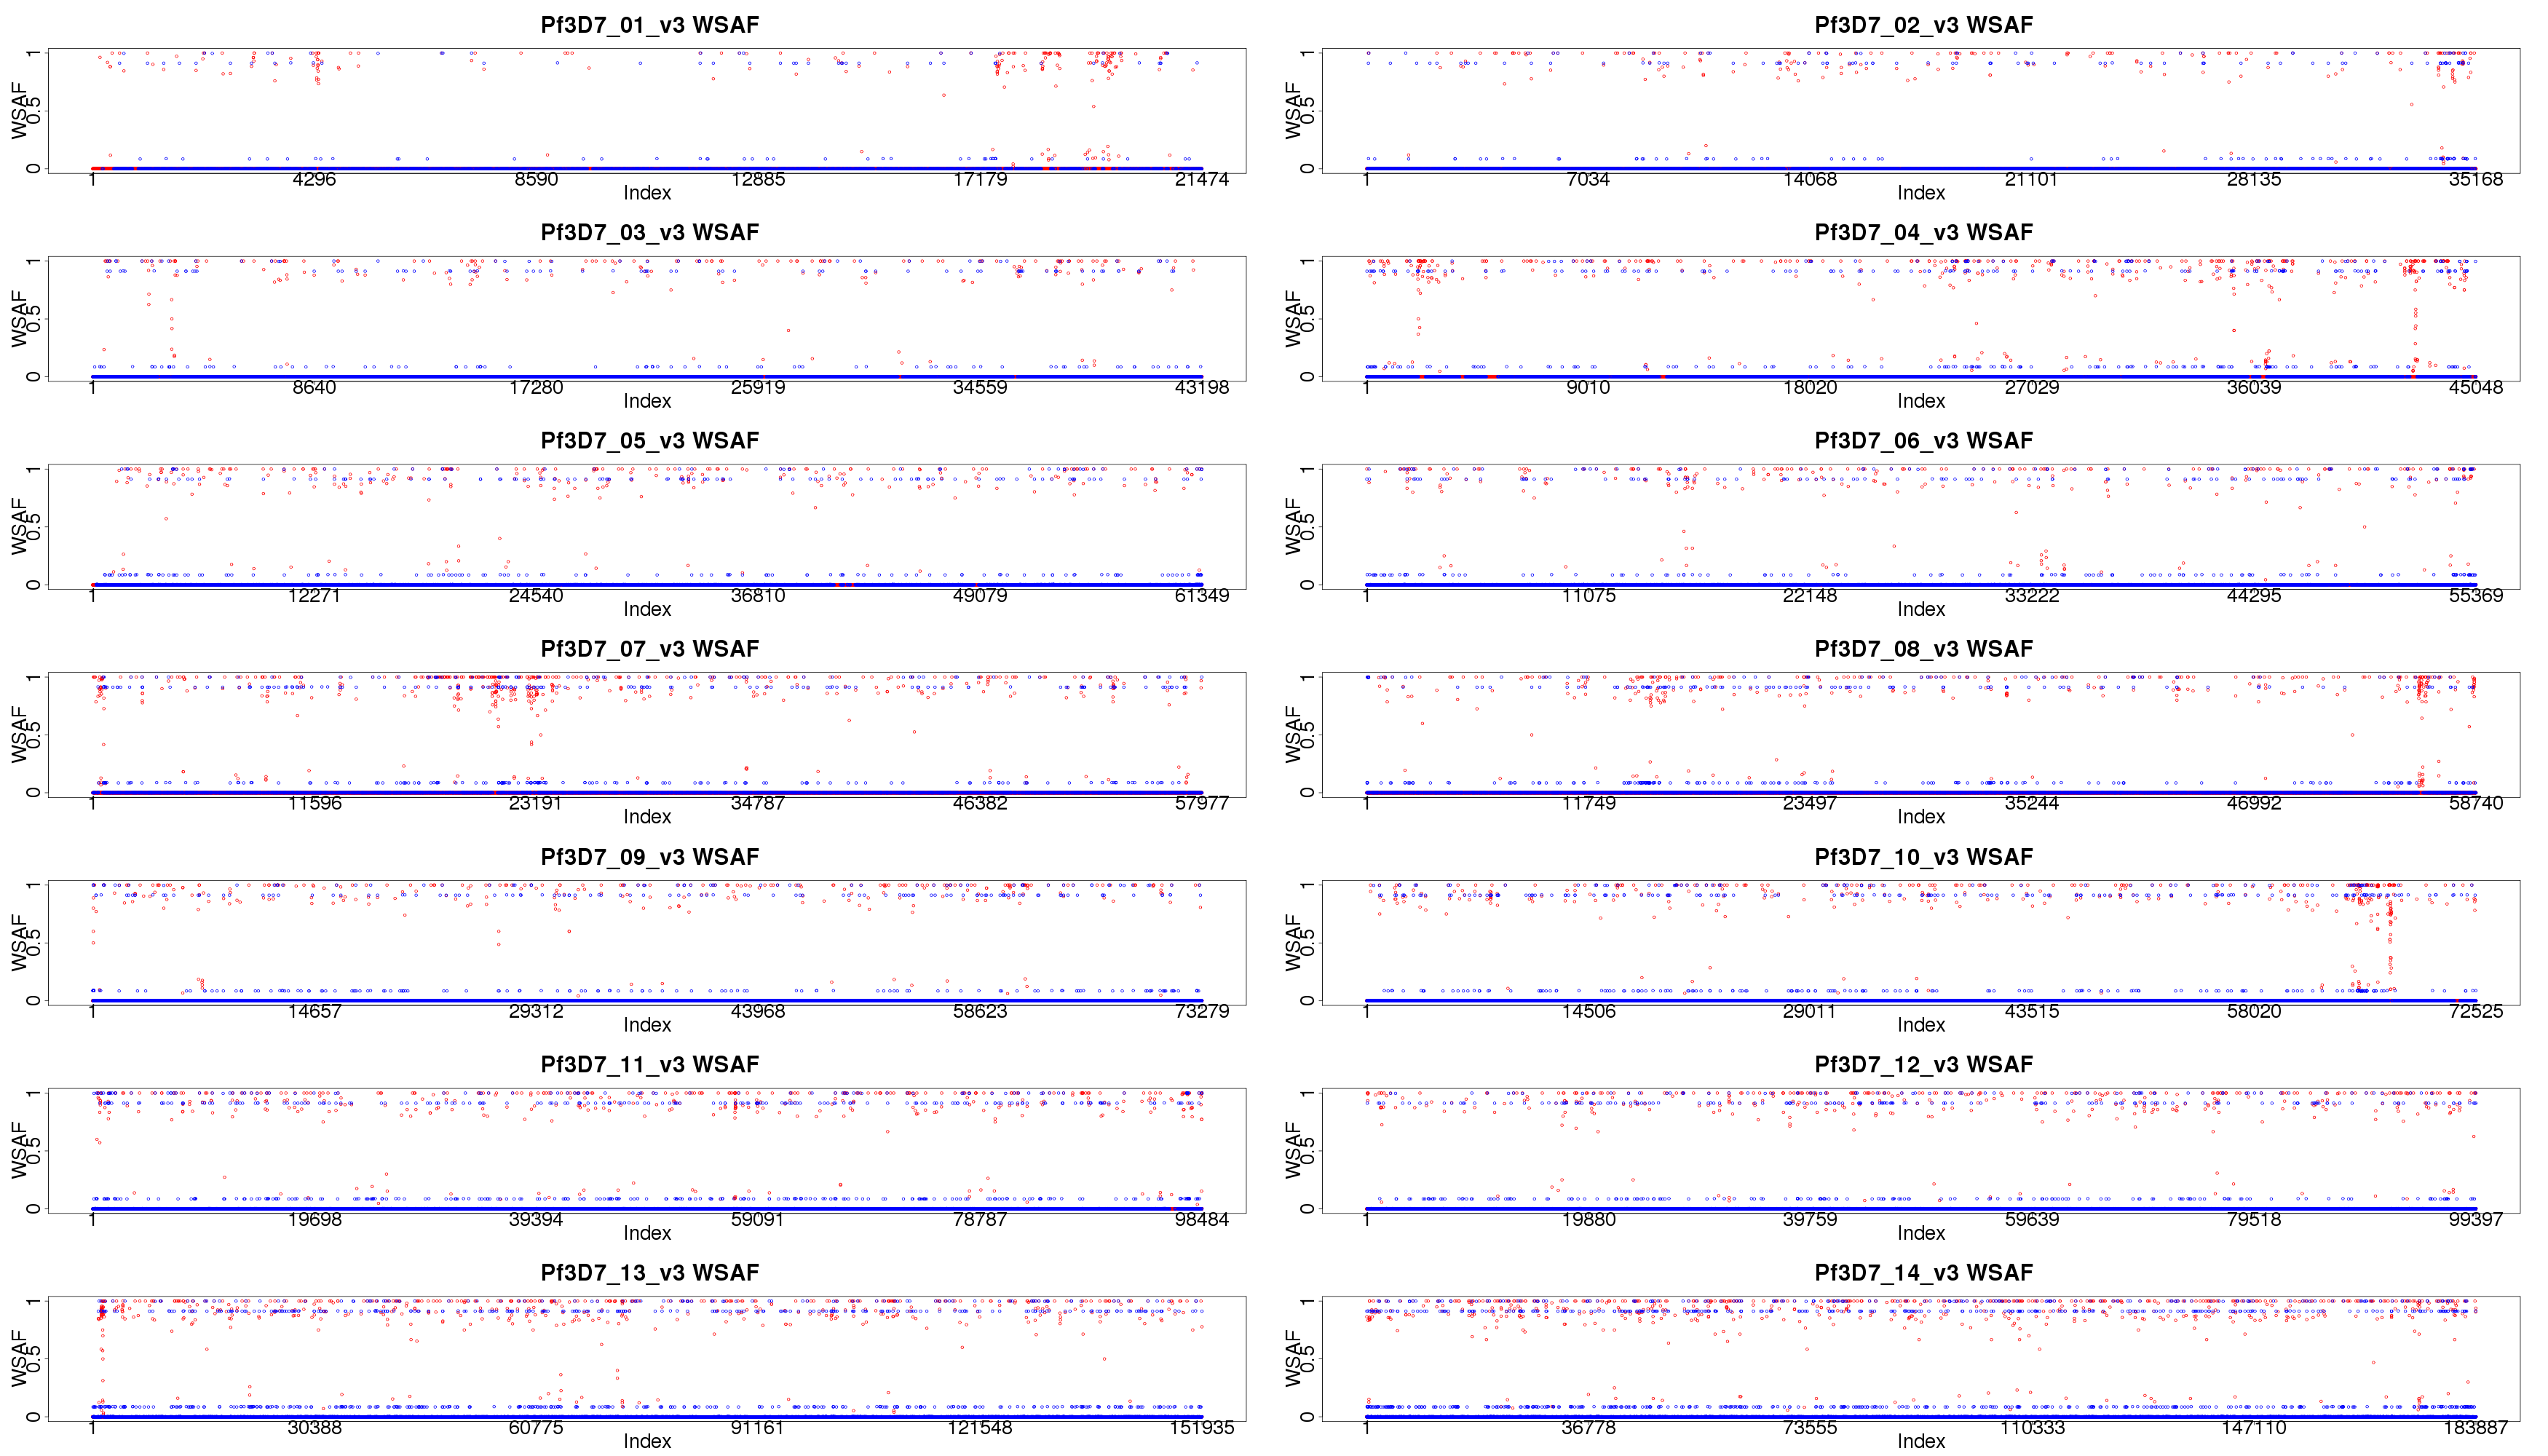 Pf3D7_01_v3 WSAF
WSAF
0 0.5 1
1 4296 8590 12885 17179 21474
Index
Pf3D7_02_v3 WSAF
WSAF
0 0.5 1
1 7034 14068 21101 28135 35168
Index
Pf3D7_03_v3 WSAF
WSAF
0 0.5 1
1 8640 17280 25919 34559 43198
Index
Pf3D7_04_v3 WSAF
WSAF
0 0.5 1
1 9010 18020 27029 36039 45048
Index
Pf3D7_05_v3 WSAF
WSAF
0 0.5 1
1 12271 24540 36810 49079 61349
Index
Pf3D7_06_v3 WSAF
WSAF
0 0.5 1
1 11075 22148 33222 44295 55369
Index
Pf3D7_07_v3 WSAF
WSAF
0 0.5 1
1 11596 23191 34787 46382 57977
Index
Pf3D7_08_v3 WSAF
WSAF
0 0.5 1
1 11749 23497 35244 46992 58740
Index
Pf3D7_09_v3 WSAF
WSAF
0 0.5 1
1 14657 29312 43968 58623 73279
Index
Pf3D7_10_v3 WSAF
WSAF
0 0.5 1
1 14506 29011 43515 58020 72525
Index
Pf3D7_11_v3 WSAF
WSAF
0 0.5 1
1 19698 39394 59091 78787 98484
Index
Pf3D7_12_v3 WSAF
WSAF
0 0.5 1
1 19880 39759 59639 79518 99397
Index
Pf3D7_13_v3 WSAF
WSAF
0 0.5 1
1 30388 60775 91161 121548 151935
Index
Pf3D7_14_v3 WSAF
WSAF
0 0.5 1
1 36778 73555 110333 147110 183887
Index